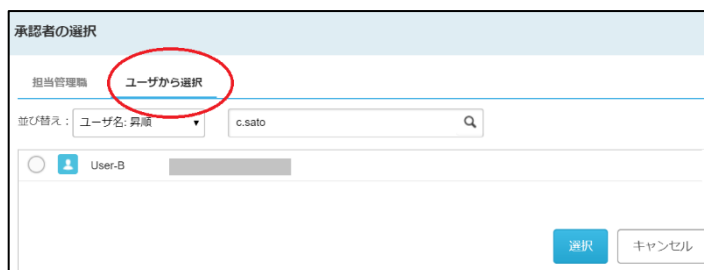 承認者の選択
担当管理職 ユーザから選択
並び替え： ユーザ名: 昇順 c.sato
User-B
選択 キャンセル